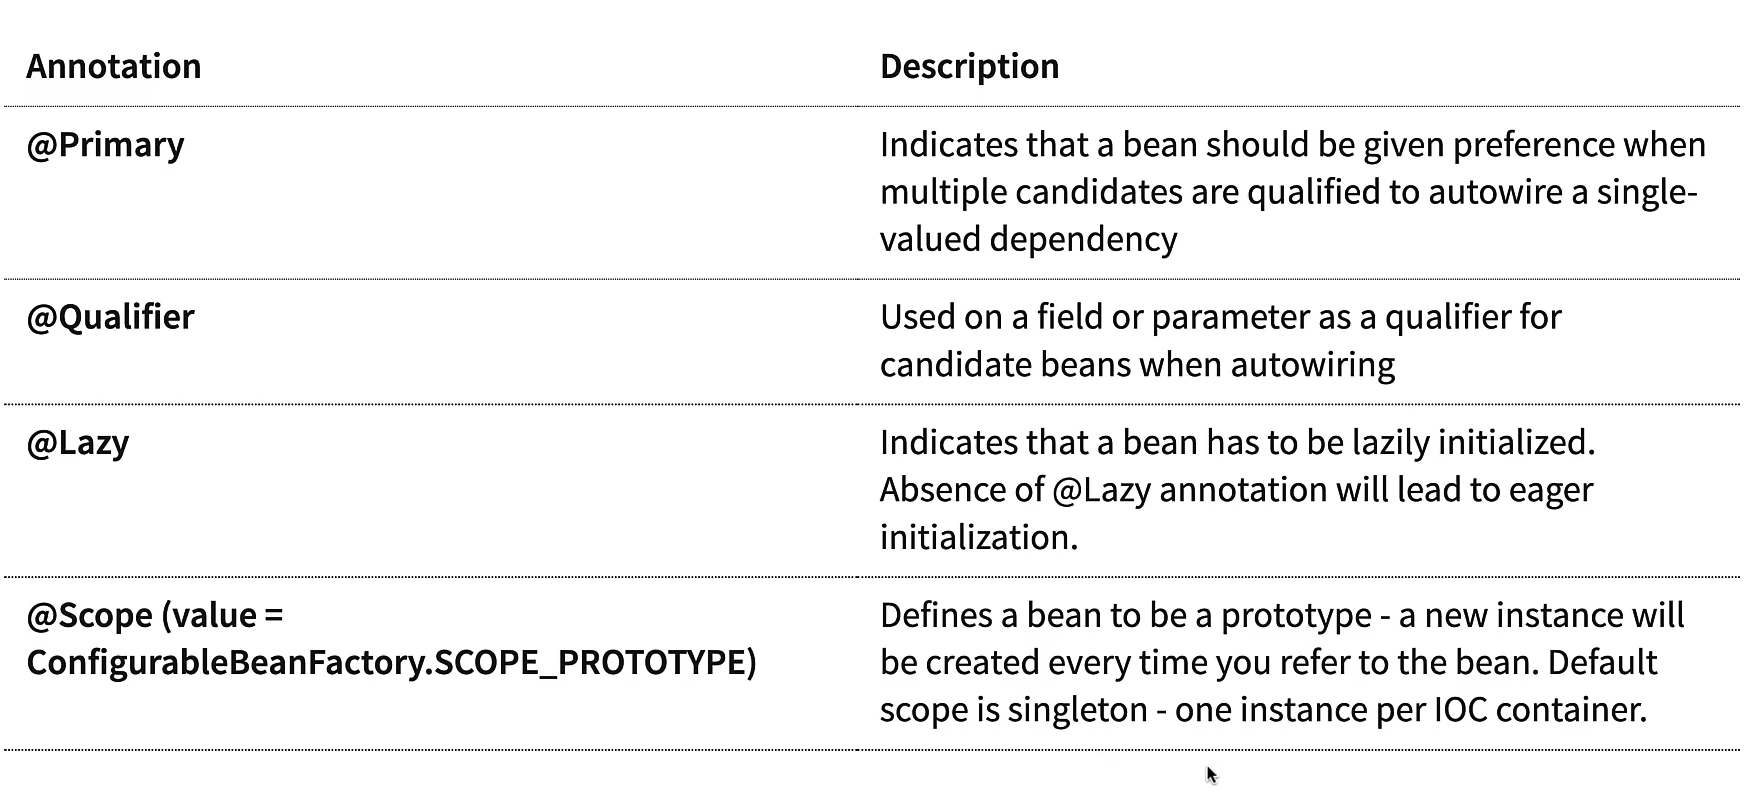 Annotation
Description
@Primary
Indicates that a bean should be given preference when
multiple candidates are qualified to autowire a single-
valued dependency
@Qualifier
Used on a field or parameter as a qualifier for
candidate beans when autowiring
@Lazy
Indicates that a bean has to be lazily initialized.
Absence of @Lazy annotation will lead to eager
initialization.
@Scope (value =
ConfigurableBeanFactory.SCOPE_PROTOTYPE)
Defines a bean to be a prototype - a new instance will
be created every time you refer to the bean. Default
scope is singleton - one instance per IOC container.